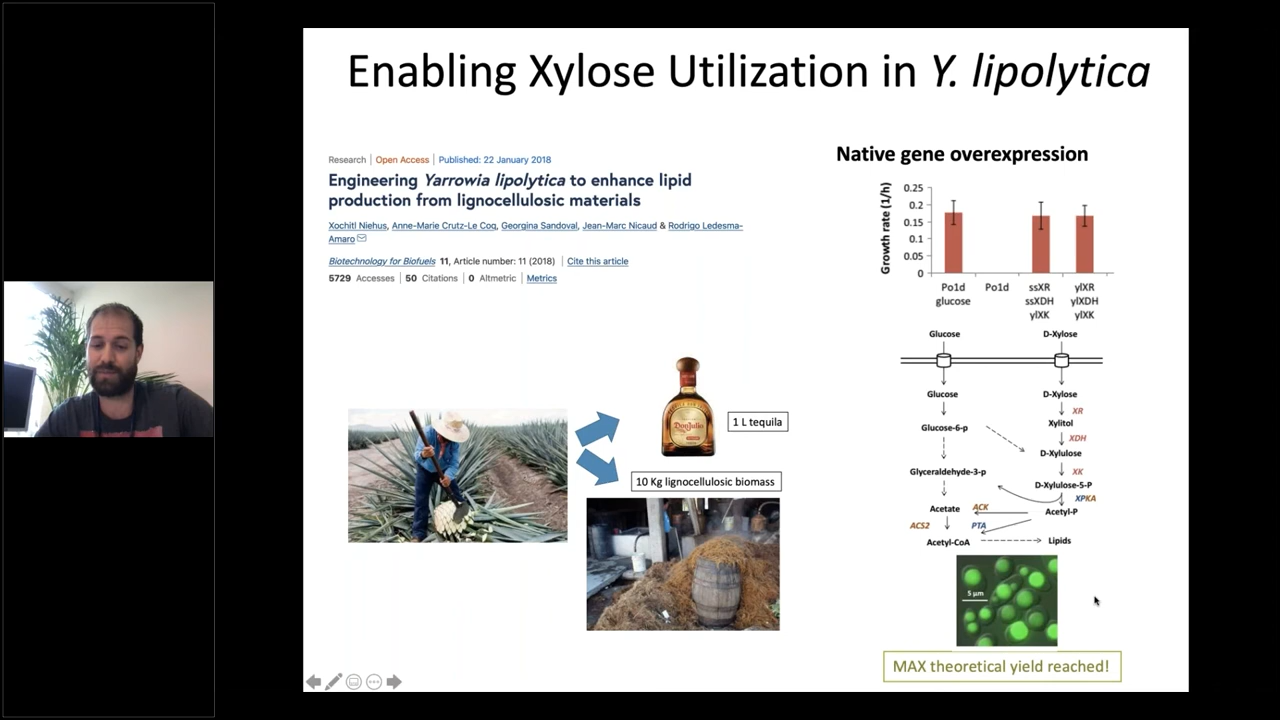 Enabling Xylose Utilization in Y. lipolytica
Research | Open Access | Published: 22 January 2018
Engineering Yarrowia lipolytica to enhance lipid
production from lignocellulosic materials
Xochitl Niehus, Anne-Marie Crutz-Le Coq, Georgina Sandoval, Jean-Marc Nicaud & Rodrigo Ledesma-
Amaro
Biotechnology for Biofuels 11, Article number: 11 (2018) | Cite this article
5729 Accesses | 50 Citations | 0 Altmetric | Metrics
DonJulio
1 L tequila
10 Kg lignocellulosic biomass
Native gene overexpression
Growth rate (1/h)
0.25
0.2
0.15
0.1
0.05
0
Po1d
glucose
Po1d
ssXR
ssXDH
ylXK
ylXR
ylXDH
ylXK
Glucose
D-Xylose
Glucose
D-Xylose
XR
Xylitol
Glucose-6-p
XDH
D-Xylulose
Glyceraldehyde-3-p
XK
D-Xylulose-5-P
XPKA
Acetate
ACK
Acetyl-P
ACS2
PTA
Acetyl-CoA
Lipids
5 µm
MAX theoretical yield reached!